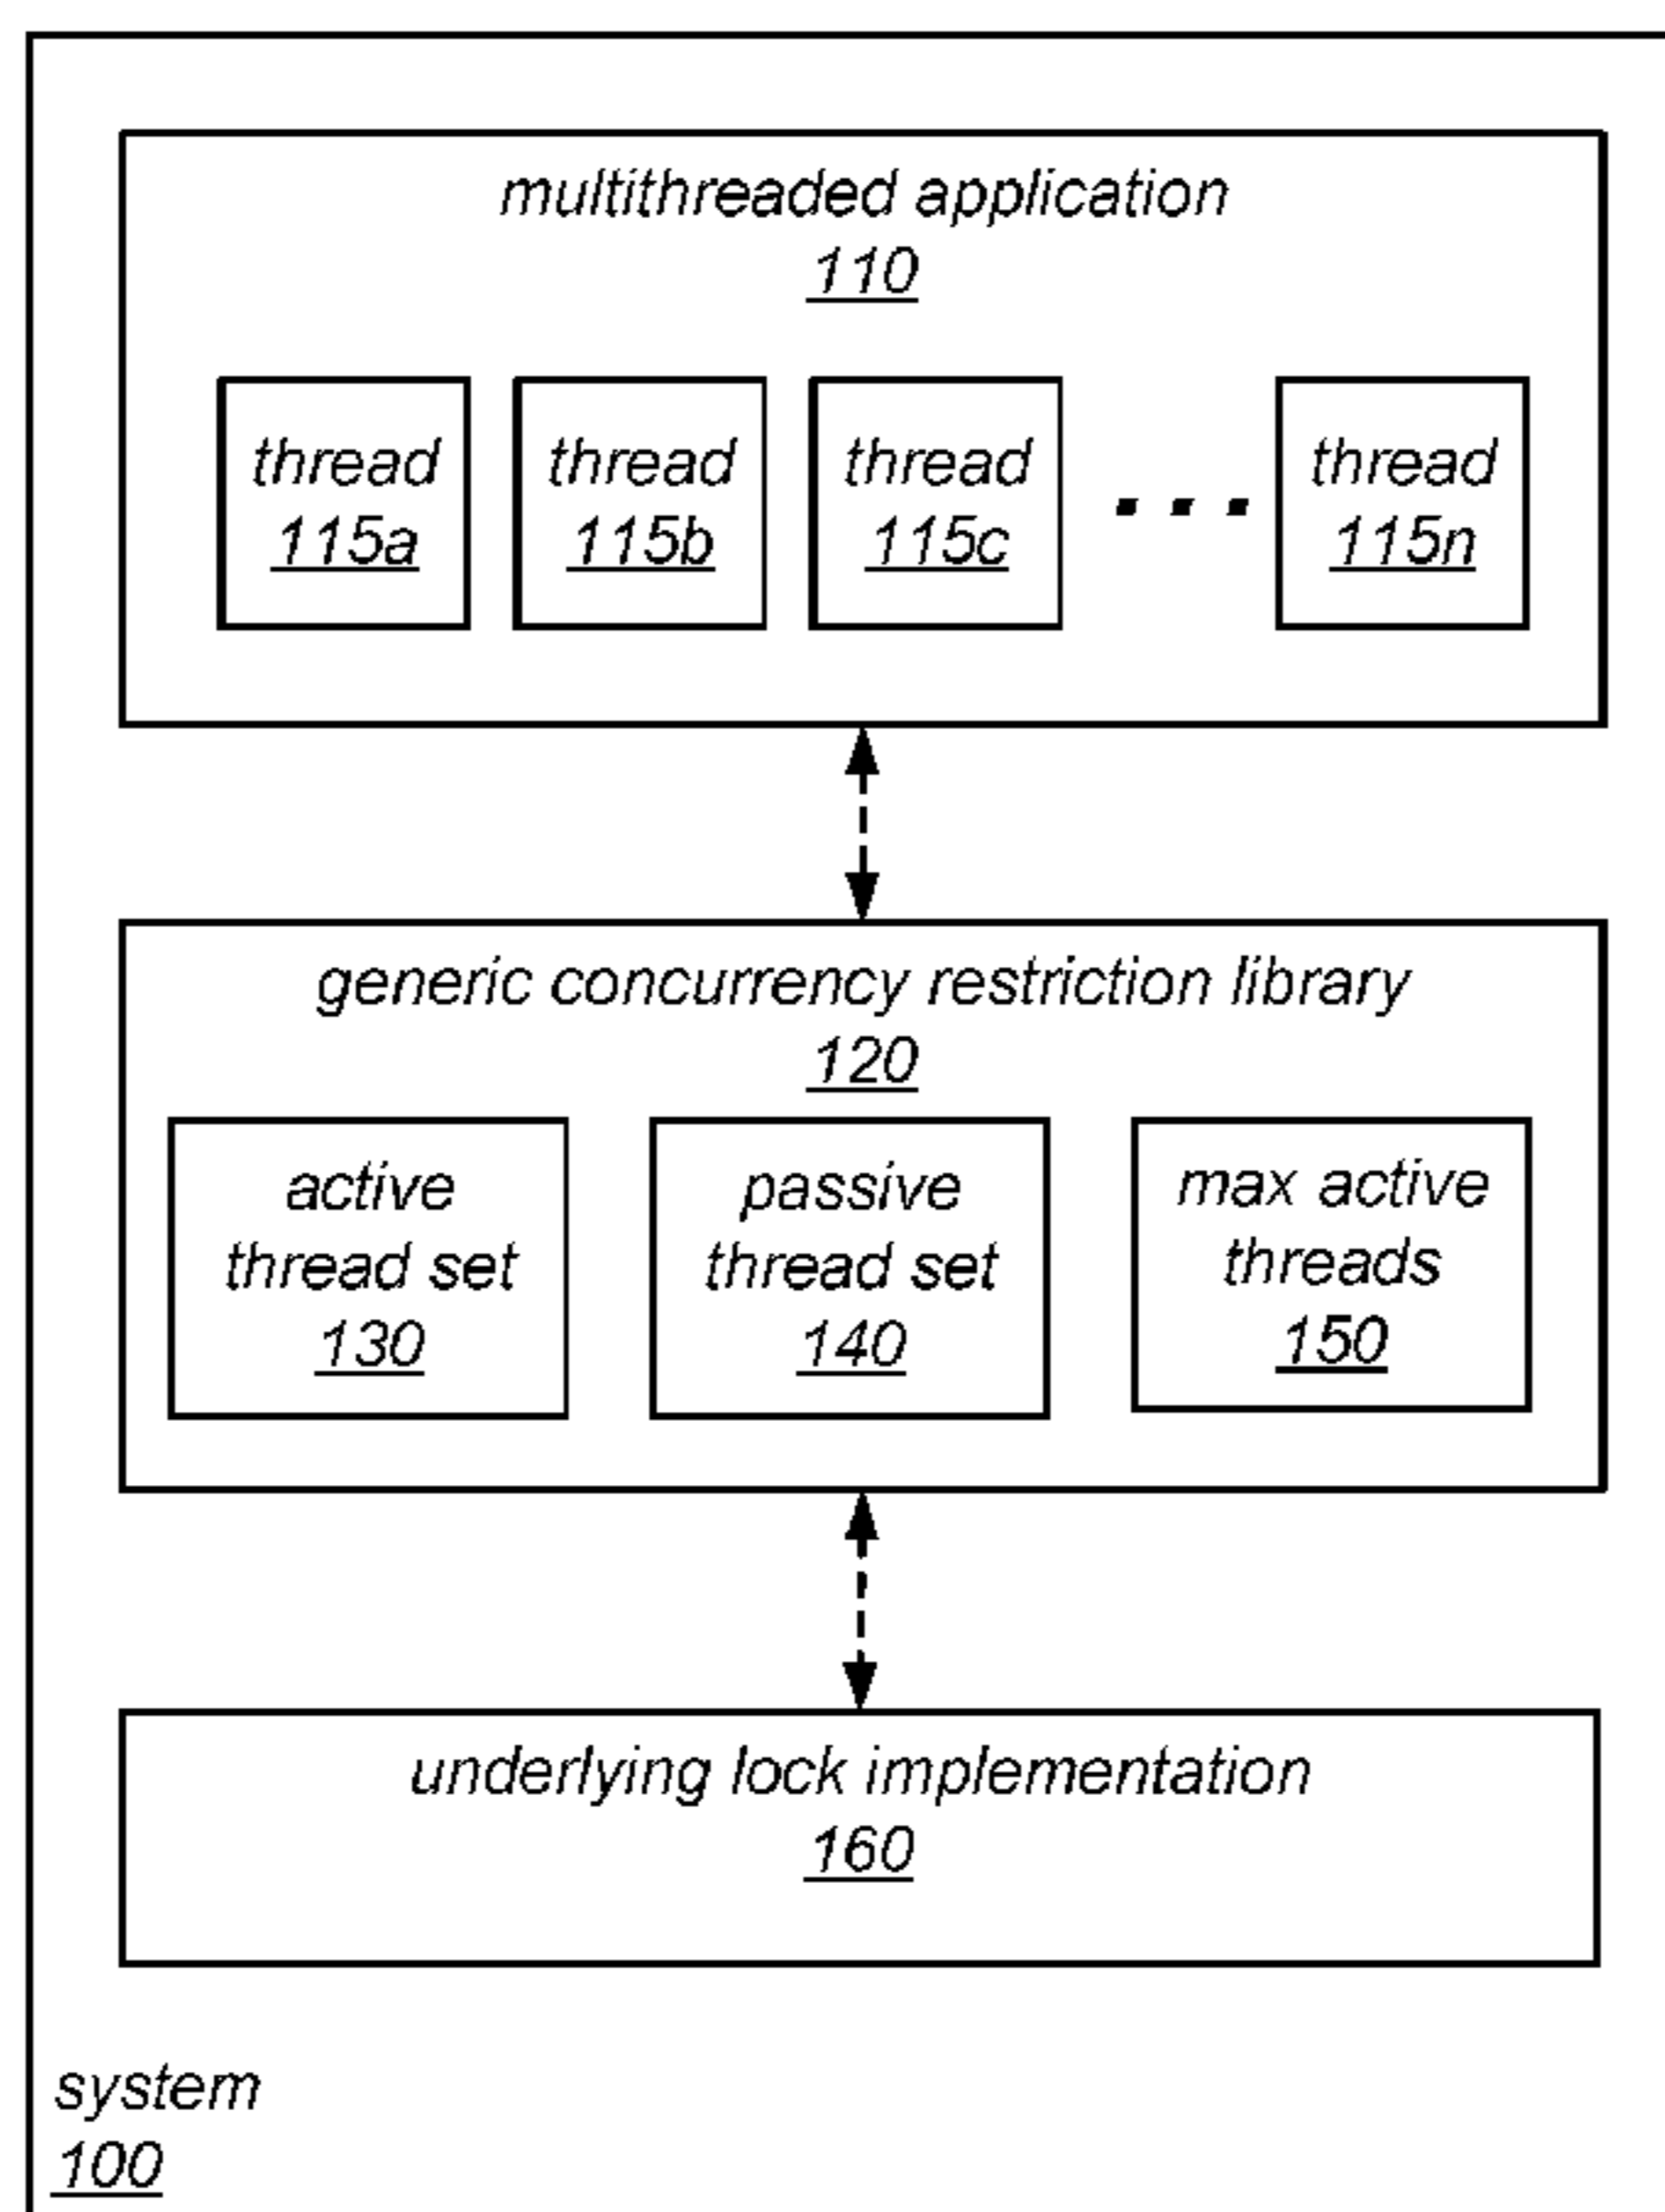 multithreaded application
110
thread thread thread thread
115a 115b 115c ... 115n
generic concurrency restriction library
120
active
thread set
130
passive
thread set
140
max active
threads
150
underlying lock implementation
160
system
100